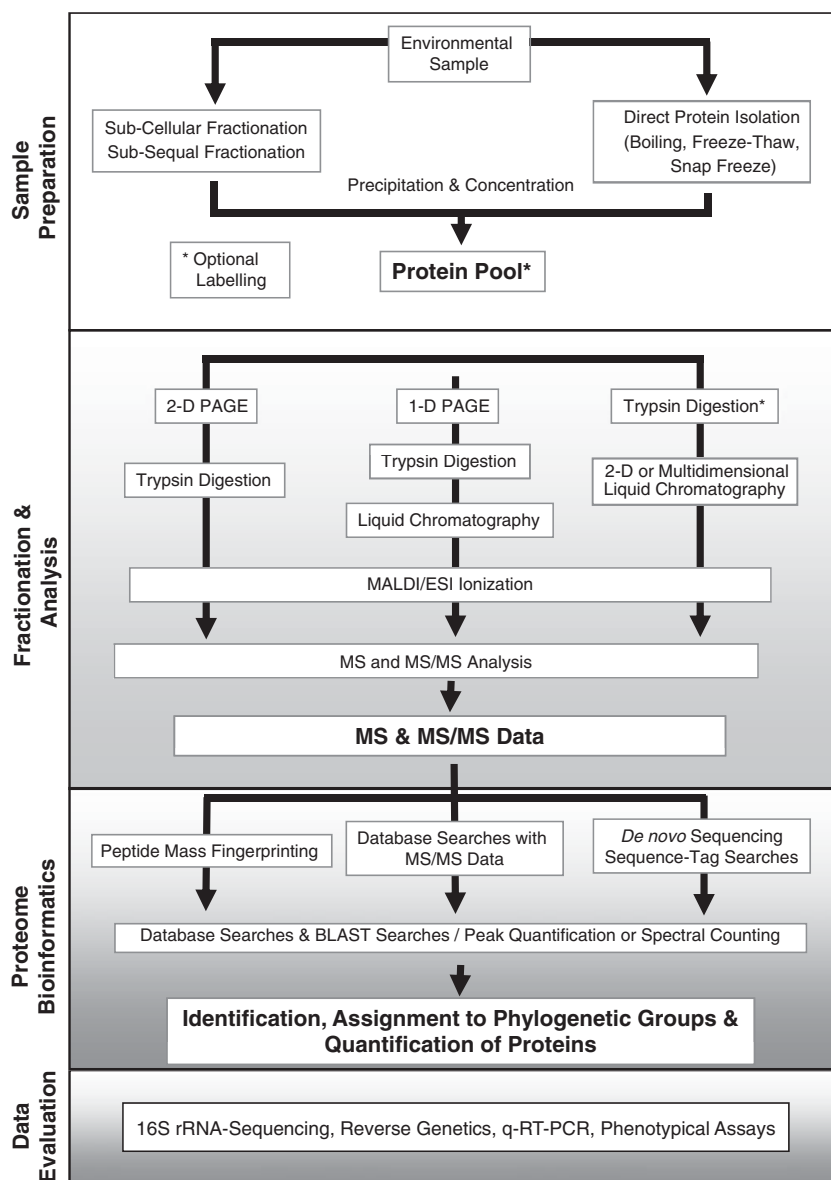 Sample
Preparation
Environmental
Sample
Sub-Cellular Fractionation
Sub-Sequal Fractionation
Direct Protein Isolation
(Boiling, Freeze-Thaw,
Snap Freeze)
Precipitation & Concentration
* Optional
Labelling
Protein Pool*
Fractionation &
Analysis
2-D PAGE
1-D PAGE
Trypsin Digestion*
Trypsin Digestion
Trypsin Digestion
2-D or Multidimensional
Liquid Chromatography
Liquid Chromatography
MALDI/ESI Ionization
MS and MS/MS Analysis
MS & MS/MS Data
Proteome
Bioinformatics
Peptide Mass Fingerprinting
Database Searches with
MS/MS Data
De novo Sequencing
Sequence-Tag Searches
Database Searches & BLAST Searches / Peak Quantification or Spectral Counting
Identification, Assignment to Phylogenetic Groups &
Quantification of Proteins
Data
Evaluation
16S rRNA-Sequencing, Reverse Genetics, q-RT-PCR, Phenotypical Assays